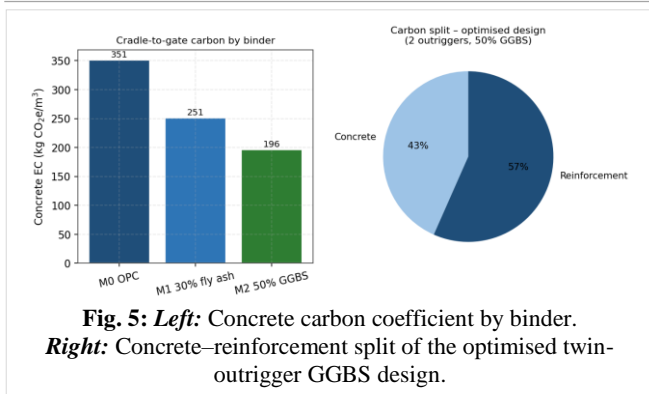 Cradle-to-gate carbon by binder
Concrete EC (kg CO₂e/m³)
350
300
250
200
150
100
50
0
351
251
196
M0 OPC
M1 30% fly ash
M2 50% GGBS
Carbon split – optimised design
(2 outriggers, 50% GGBS)
Concrete
43%
57%
Reinforcement
Fig. 5: Left: Concrete carbon coefficient by binder.
Right: Concrete–reinforcement split of the optimised twin-
outrigger GGBS design.